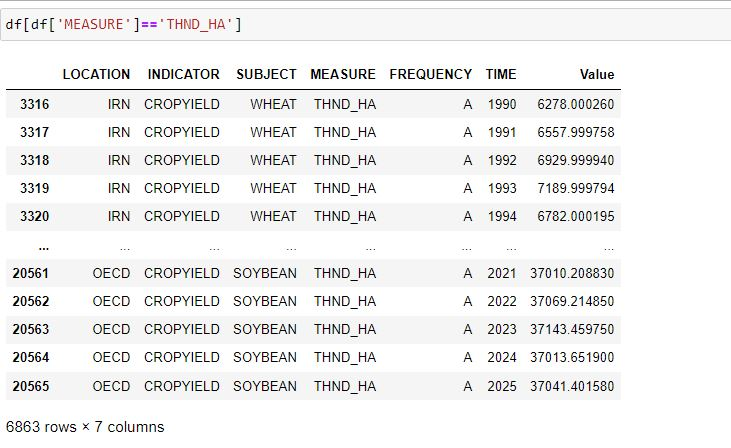 df[df['MEASURE']=='THND_HA']
LOCATION INDICATOR SUBJECT MEASURE FREQUENCY TIME Value
3316 IRN CROPYIELD WHEAT THND_HA A 1990 6278.000260
3317 IRN CROPYIELD WHEAT THND_HA A 1991 6557.999758
3318 IRN CROPYIELD WHEAT THND_HA A 1992 6929.999940
3319 IRN CROPYIELD WHEAT THND_HA A 1993 7189.999794
3320 IRN CROPYIELD WHEAT THND_HA A 1994 6782.000195
... ... ... ... ... ... ... ...
20561 OECD CROPYIELD SOYBEAN THND_HA A 2021 37010.208830
20562 OECD CROPYIELD SOYBEAN THND_HA A 2022 37069.214850
20563 OECD CROPYIELD SOYBEAN THND_HA A 2023 37143.459750
20564 OECD CROPYIELD SOYBEAN THND_HA A 2024 37013.651900
20565 OECD CROPYIELD SOYBEAN THND_HA A 2025 37041.401580
6863 rows × 7 columns